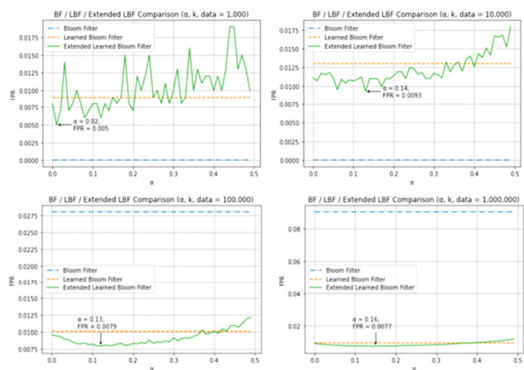 BF / LBF / Extended LBF Comparison (α, k, data = 1,000)
0.0175
0.0150
0.0125
0.0100
0.0075
0.0050
0.0025
0.0000
FPR
Bloom Filter
Learned Bloom Filter
Extended Learned Bloom Filter
α = 0.02,
FPR = 0.005
0.0 0.1 0.2 0.3 0.4 0.5
α
BF / LBF / Extended LBF Comparison (α, k, data = 10,000)
0.0175
0.0150
0.0125
0.0100
0.0075
0.0050
0.0025
0.0000
FPR
Bloom Filter
Learned Bloom Filter
Extended Learned Bloom Filter
α = 0.14,
FPR = 0.0093
0.0 0.1 0.2 0.3 0.4 0.5
α
BF / LBF / Extended LBF Comparison (α, k, data = 100,000)
0.0275
0.0250
0.0225
0.0200
0.0175
0.0150
0.0125
0.0100
0.0075
FPR
Bloom Filter
Learned Bloom Filter
Extended Learned Bloom Filter
α = 0.13,
FPR = 0.0079
0.0 0.1 0.2 0.3 0.4 0.5
BF / LBF / Extended LBF Comparison (α, k, data = 1,000,000)
0.08
0.06
0.04
0.02
FPR
Bloom Filter
Learned Bloom Filter
Extended Learned Bloom Filter
α = 0.16,
FPR = 0.0077
0.0 0.1 0.2 0.3 0.4 0.5